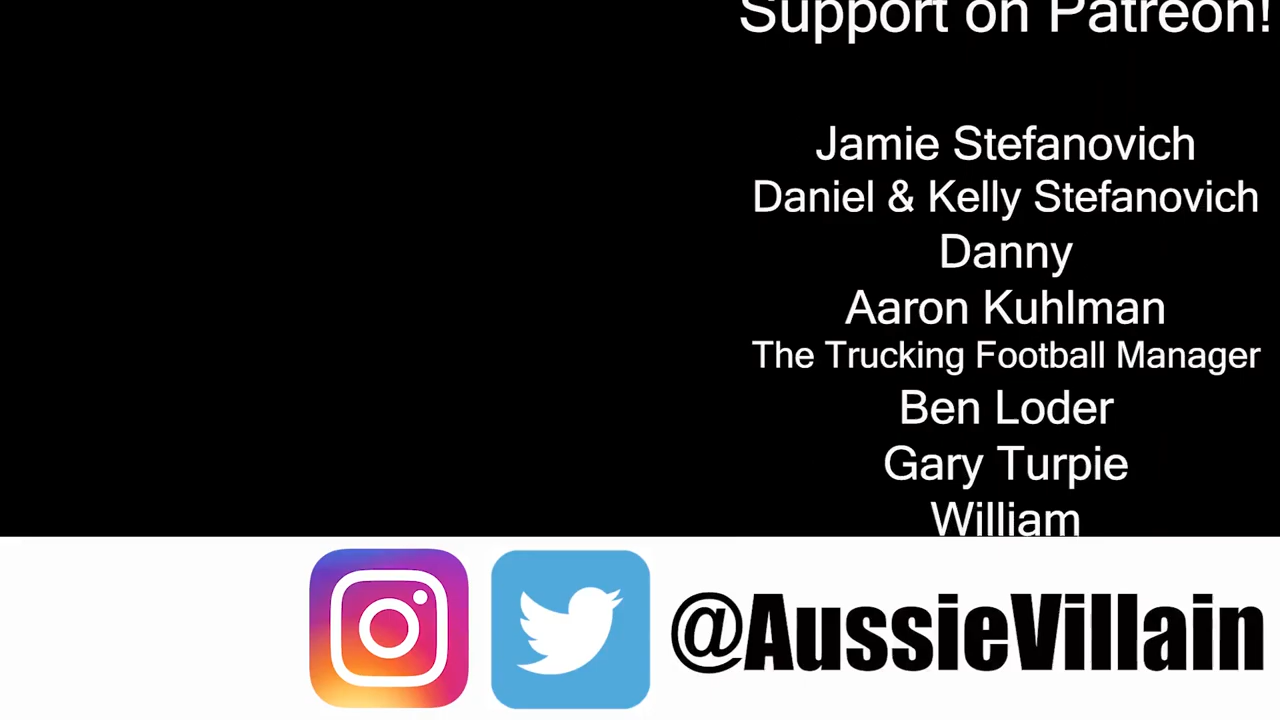 Support on Patreon!
Jamie Stefanovich
Daniel & Kelly Stefanovich
Danny
Aaron Kuhlman
The Trucking Football Manager
Ben Loder
Gary Turpie
William
@AussieVillain